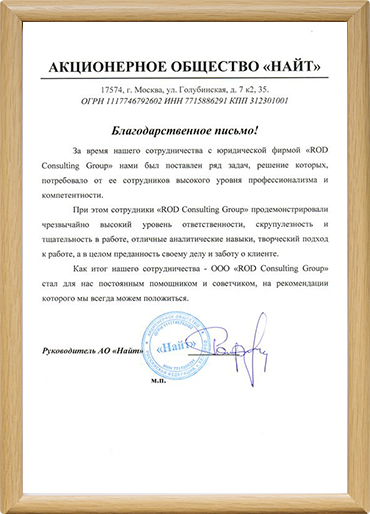 АКЦИОНЕРНОЕ ОБЩЕСТВО «НАЙТ»
17574, г. Москва, ул. Голубинская, д. 7 к2, 35.
ОГРН 1117746792602 ИНН 7715886291 КПП 312301001
Благодарственное письмо!
За время нашего сотрудничества с юридической фирмой «ROD
Consulting Group» нами был поставлен ряд задач, решение которых,
потребовало от ее сотрудников высокого уровня профессионализма и
компетентности.
При этом сотрудники «ROD Consulting Group» продемонстрировали
чрезвычайно высокий уровень ответственности, скрупулезность и
тщательность в работе, отличные аналитические навыки, творческий подход
к работе, а в целом преданность своему делу и заботу о клиенте.
Как итог нашего сотрудничества - ООО «ROD Consulting Group»
стал для нас постоянным помощником и советчиком, на рекомендации
которого мы всегда можем положиться.
Руководитель АО «Найт»
«Найт»
м.п.